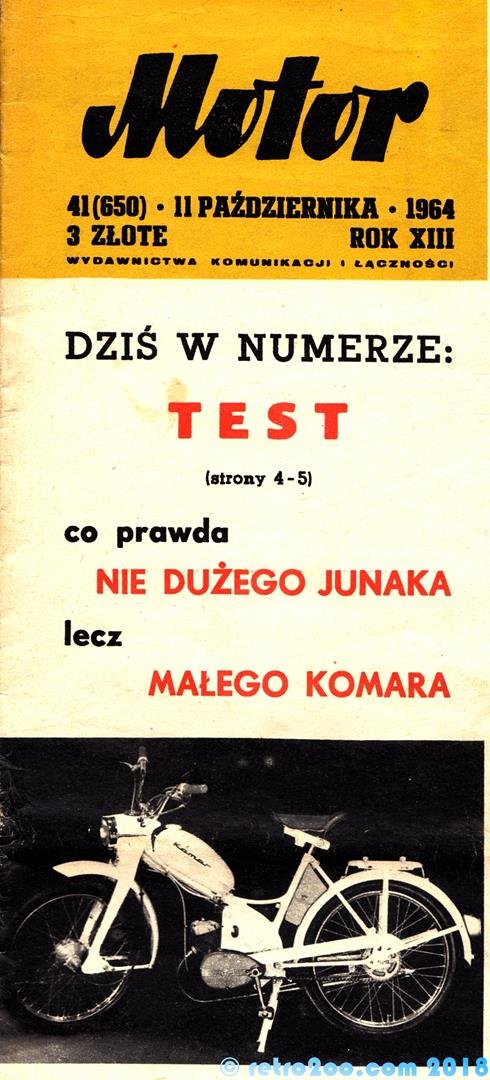 Motor
41(650) • 11 PAŹDZIERNIKA • 1964
3 ZŁOTE ROK XIII
WYDAWNICTWA KOMUNIKACJI I ŁĄCZNOŚCI
DZIŚ W NUMERZE:
TEST
(strony 4-5)
co prawda
NIE DUŻEGO JUNAKA
lecz
MAŁEGO KOMARA
Komar
© retro2oo.com 2018